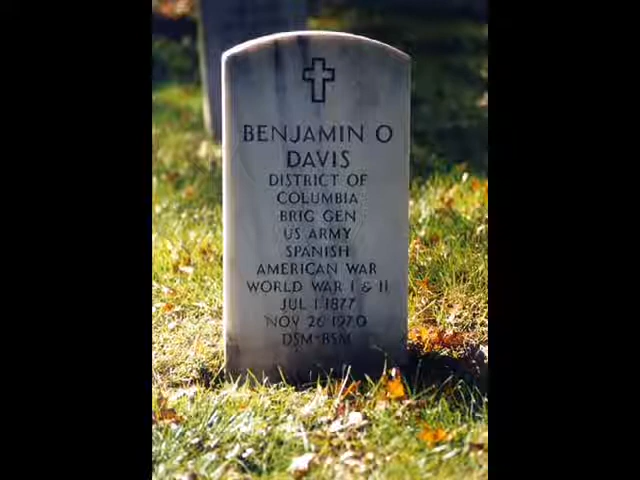 BENJAMIN O
DAVIS
DISTRICT OF
COLUMBIA
BRIG GEN
US ARMY
SPANISH
AMERICAN WAR
WORLD WAR I & II
JUL 1 1877
NOV 26 1970
DSM-BSM